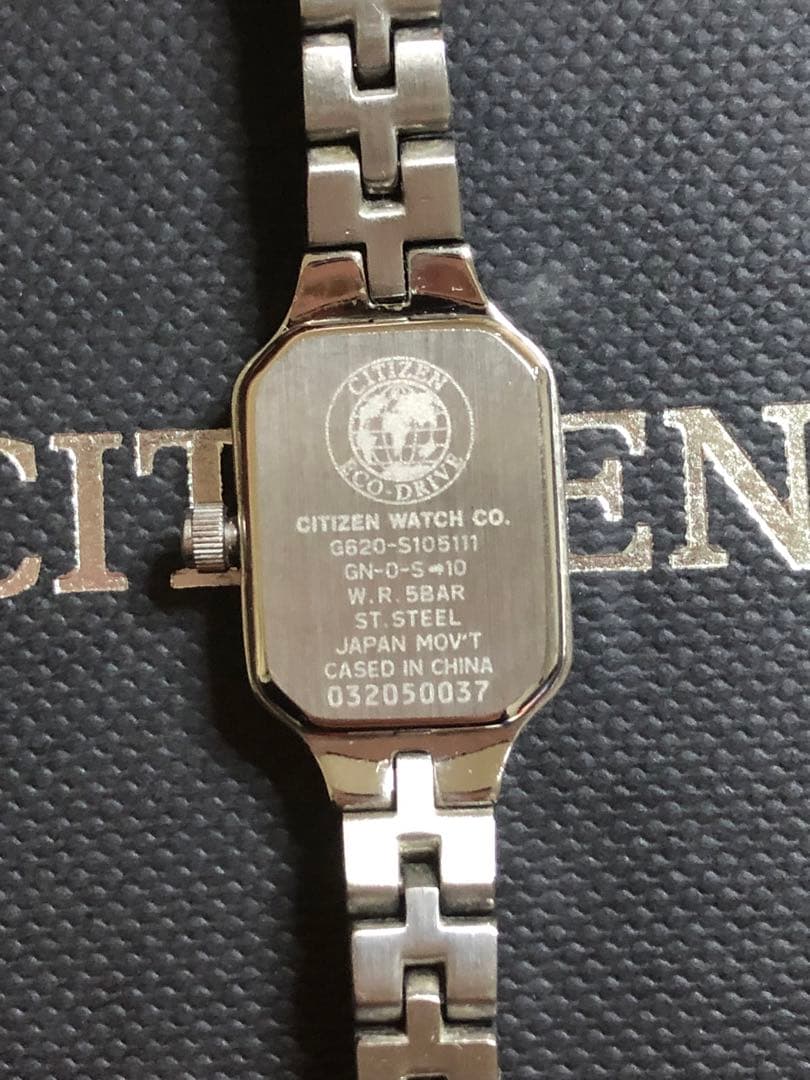 CITIZEN
ECO-DRIVE
CITIZEN WATCH CO.
G620-S105111
GN-0-S➡10
W.R. 5BAR
ST.STEEL
JAPAN MOV'T
CASED IN CHINA
032050037
CITIZEN